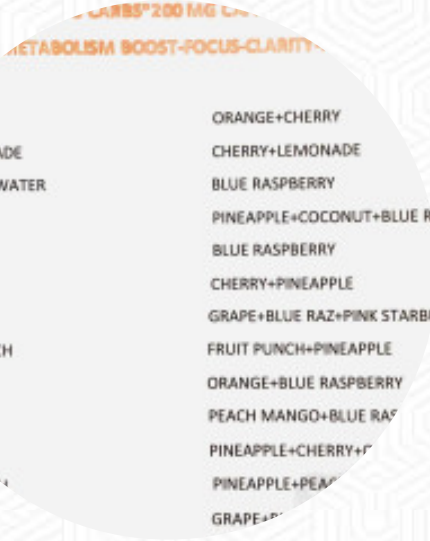 CARBS*200 MG
METABOLISM BOOST-FOCUS-CLARITY-
ORANGE+CHERRY
CHERRY+LEMONADE
WATER BLUE RASPBERRY
PINEAPPLE+COCONUT+BLUE
BLUE RASPBERRY
CHERRY+PINEAPPLE
GRAPE+BLUE RAZ+PINK
FRUIT PUNCH+PINEAPPLE
ORANGE+BLUE RASPBERRY
PEACH MANGO+BLUE
PINEAPPLE+CHERRY+
PINEAPPLE+
GRAPE+